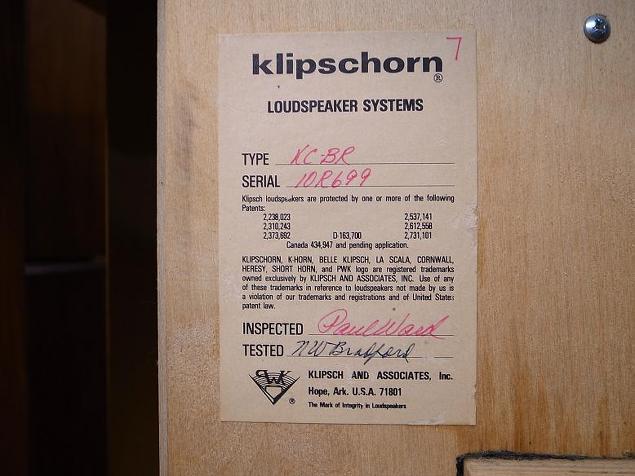 7
klipschorn®
LOUDSPEAKER SYSTEMS
TYPE KC-BR
SERIAL 10R699
Klipsch loudspeakers are protected by one or more of the following
Patents:
2,238,023 2,537,141
2,310,243 2,612,558
2,373,692 D-163,700 2,731,101
Canada 434,947 and pending application.
KLIPSCHORN, K-HORN, BELLE KLIPSCH, LA SCALA, CORNWALL,
HERESY, SHORT HORN, and PWK logo are registered trademarks
owned exclusively by KLIPSCH AND ASSOCIATES, INC. Use of any
of these trademarks in reference to loudspeakers not made by us is
a violation of our trademarks and registrations and of United States
patent law.
INSPECTED Paul Ward
TESTED NW Bradford
PWK®
KLIPSCH AND ASSOCIATES, Inc.
Hope, Ark. U.S.A. 71801
The Mark of Integrity in Loudspeakers